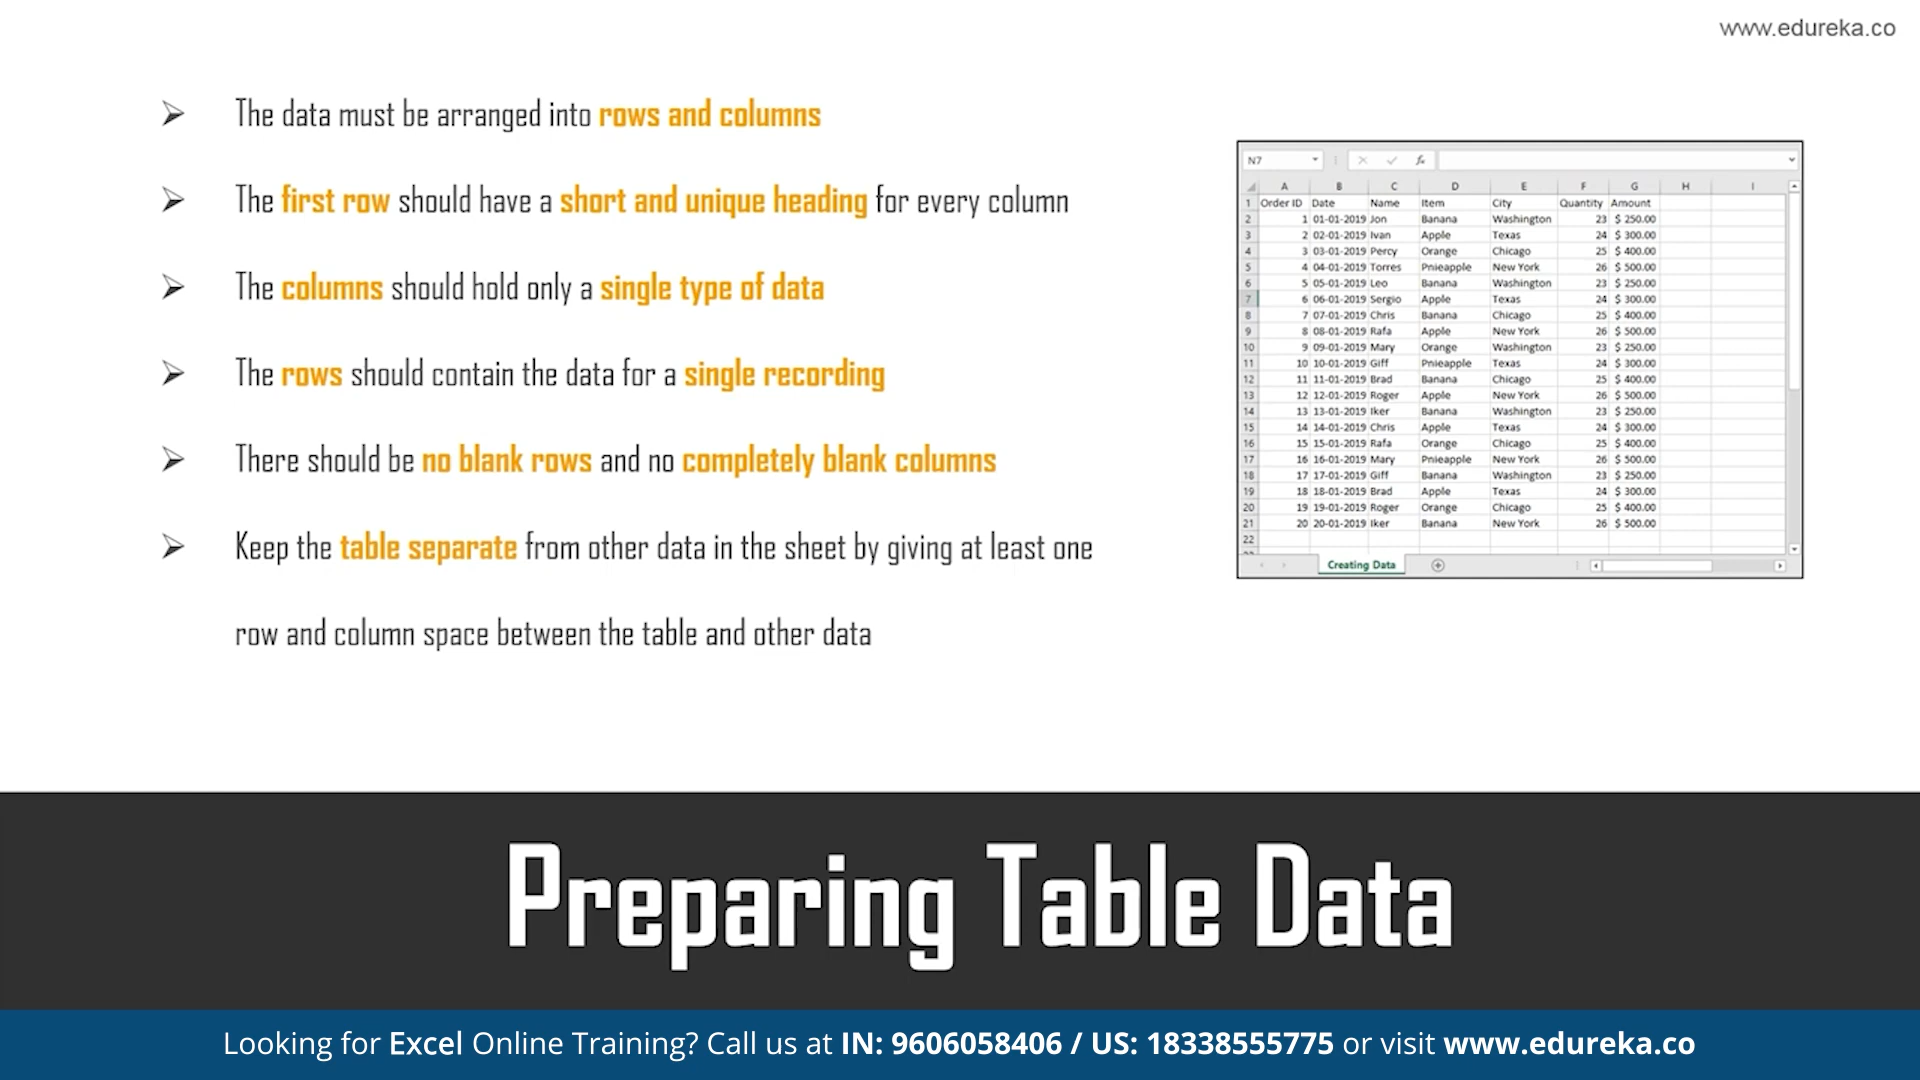 www.edureka.co
The data must be arranged into rows and columns
The first row should have a short and unique heading for every column
The columns should hold only a single type of data
The rows should contain the data for a single recording
There should be no blank rows and no completely blank columns
Keep the table separate from other data in the sheet by giving at least one
row and column space between the table and other data
N7 fx
A B C D E F G H I
1 Order ID Date Name Item City Quantity Amount
2 1 01-01-2019 Jon Banana Washington 23 $ 250.00
3 2 02-01-2019 Ivan Apple Texas 24 $ 300.00
4 3 03-01-2019 Percy Orange Chicago 25 $ 400.00
5 4 04-01-2019 Torres Pnieapple New York 26 $ 500.00
6 5 05-01-2019 Leo Banana Washington 23 $ 250.00
7 6 06-01-2019 Sergio Apple Texas 24 $ 300.00
8 7 07-01-2019 Chris Banana Chicago 25 $ 400.00
9 8 08-01-2019 Rafa Apple New York 26 $ 500.00
10 9 09-01-2019 Mary Orange Washington 23 $ 250.00
11 10 10-01-2019 Giff Pnieapple Texas 24 $ 300.00
12 11 11-01-2019 Brad Banana Chicago 25 $ 400.00
13 12 12-01-2019 Roger Apple New York 26 $ 500.00
14 13 13-01-2019 Iker Banana Washington 23 $ 250.00
15 14 14-01-2019 Chris Apple Texas 24 $ 300.00
16 15 15-01-2019 Rafa Orange Chicago 25 $ 400.00
17 16 16-01-2019 Mary Pnieapple New York 26 $ 500.00
18 17 17-01-2019 Giff Banana Washington 23 $ 250.00
19 18 18-01-2019 Brad Apple Texas 24 $ 300.00
20 19 19-01-2019 Roger Orange Chicago 25 $ 400.00
21 20 20-01-2019 Iker Banana New York 26 $ 500.00
22
Creating Data
Preparing Table Data
Looking for Excel Online Training? Call us at IN: 9606058406 / US: 18338555775 or visit www.edureka.co